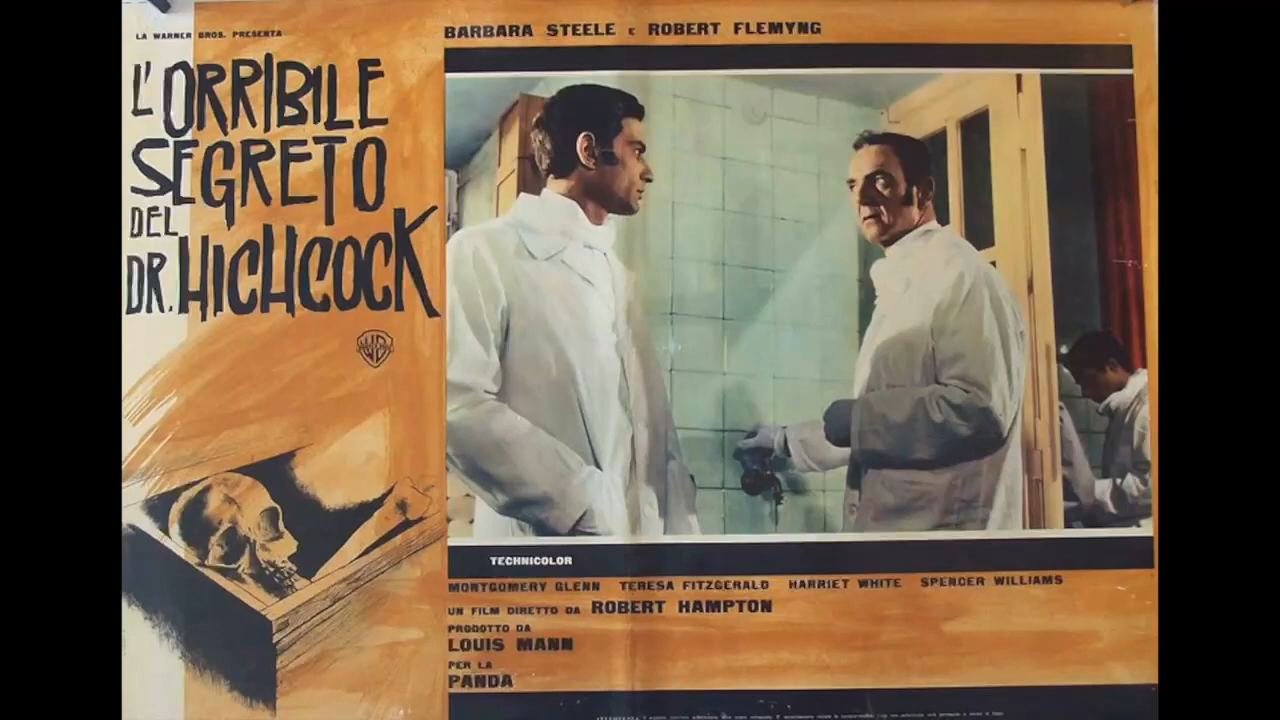 LA WARNER BROS. PRESENTA
BARBARA STEELE E ROBERT FLEMYNG
L'ORRIBILE
SEGRETO
DEL
DR. HICHCOCK
WB
TECHNICOLOR
MONTGOMERY GLENN TERESA FITZGERALD HARRIET WHITE SPENCER WILLIAMS
UN FILM DIRETTO DA ROBERT HAMPTON
PRODOTTO DA
LOUIS MANN
PER LA
PANDA